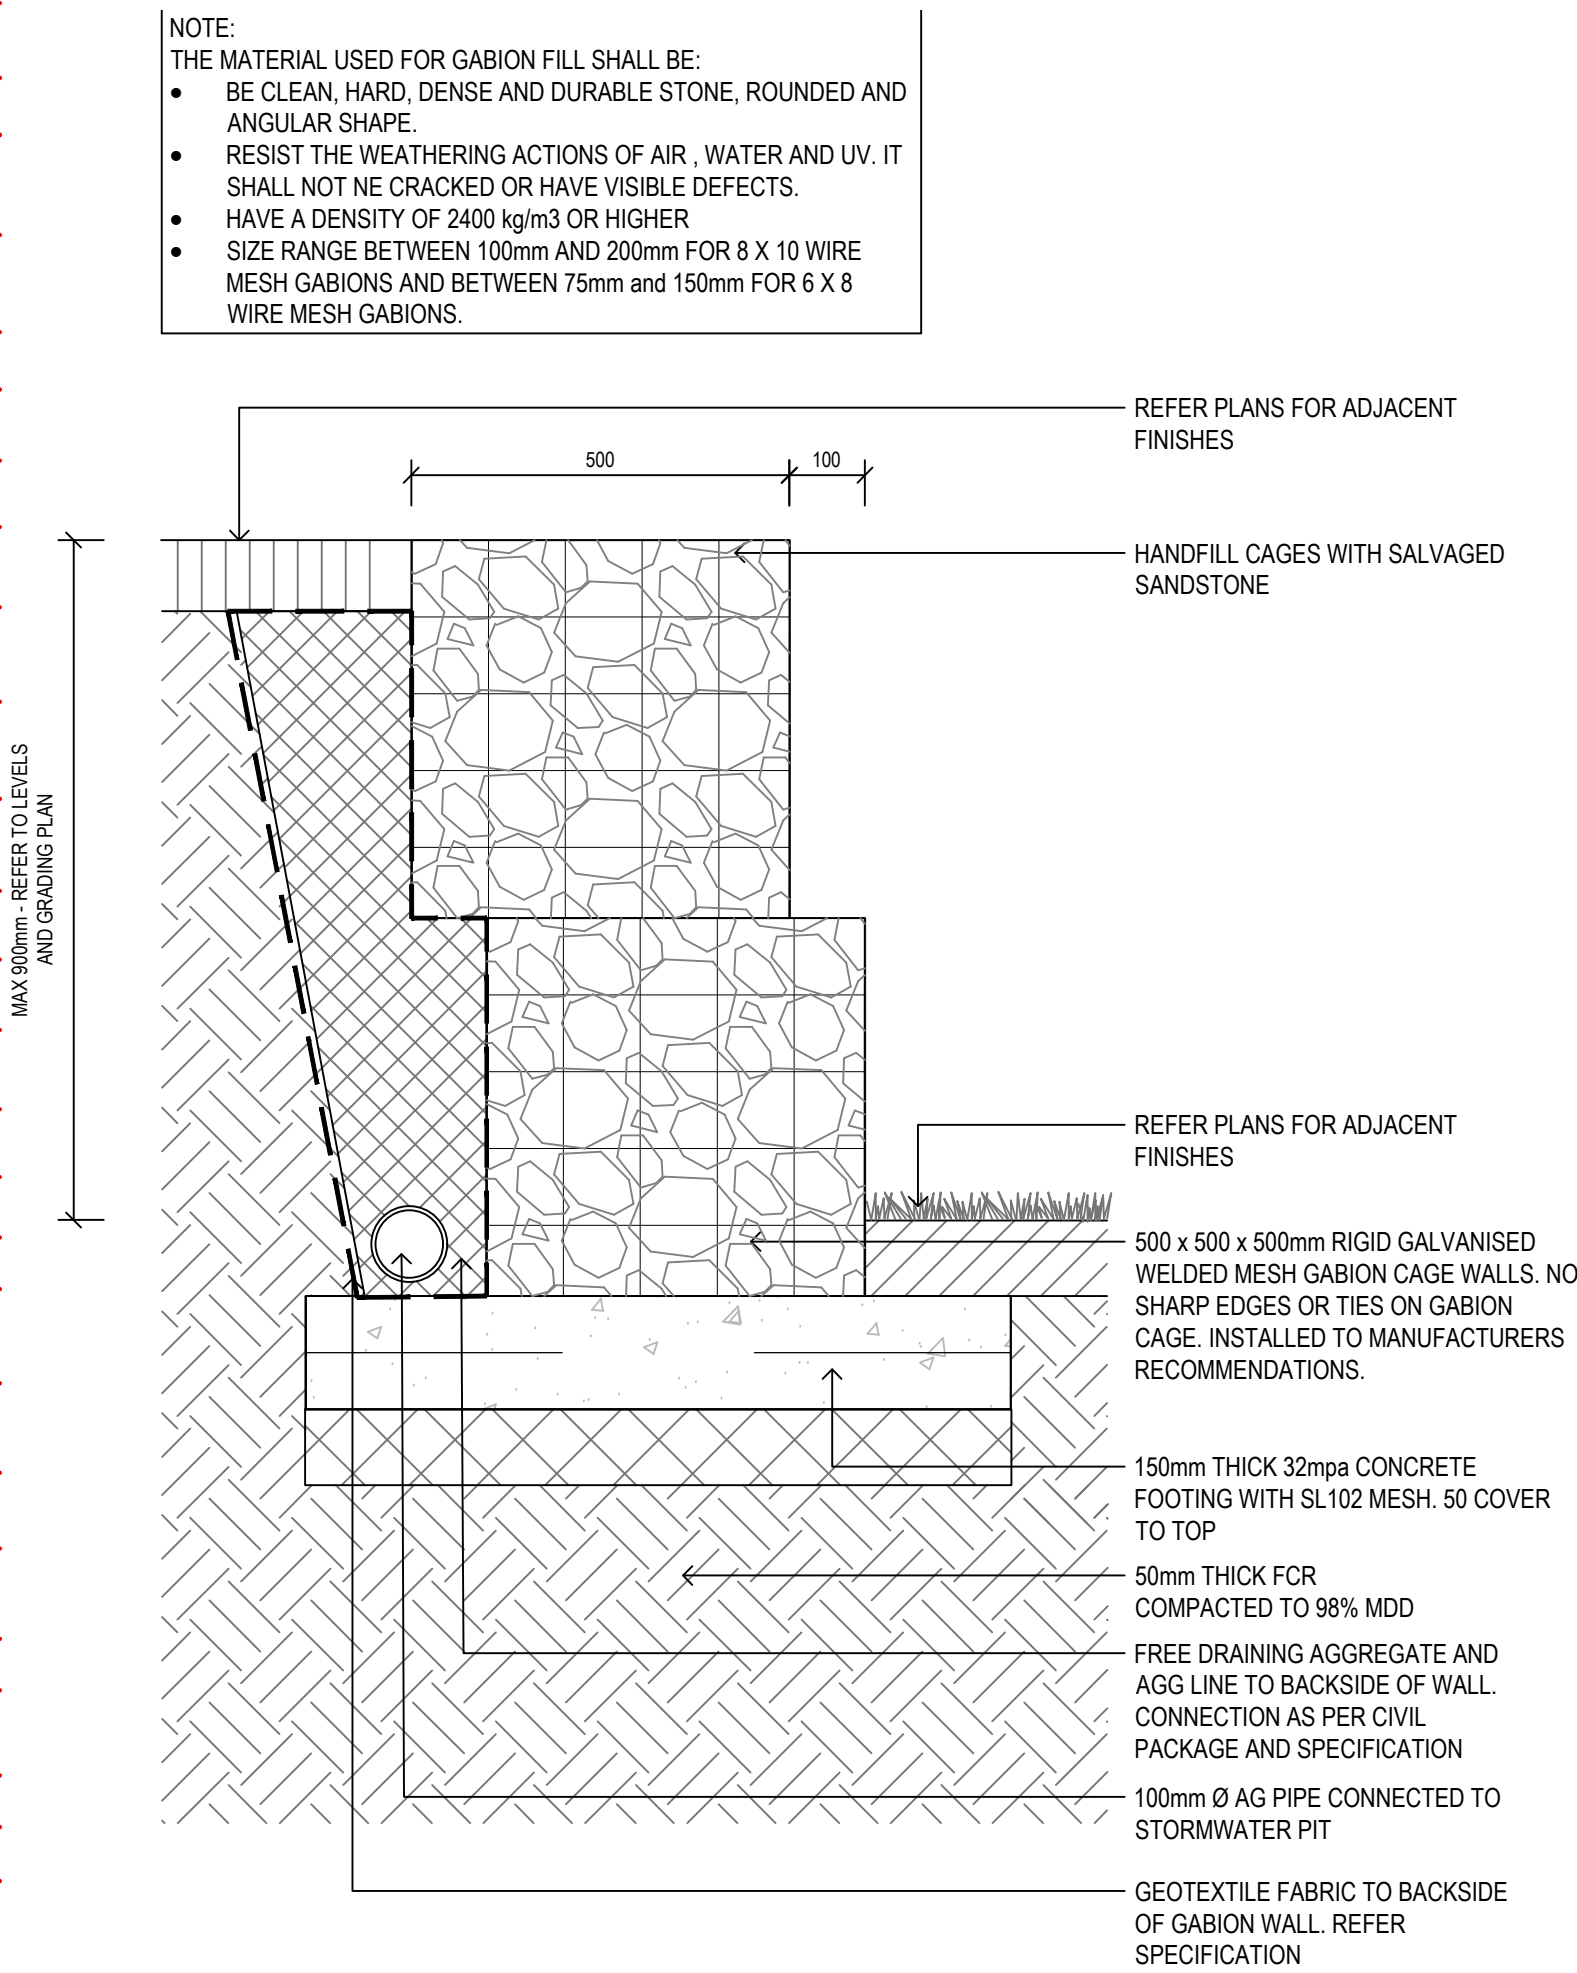 NOTE:
THE MATERIAL USED FOR GABION FILL SHALL BE:
• BE CLEAN, HARD, DENSE AND DURABLE STONE, ROUNDED AND
ANGULAR SHAPE.
• RESIST THE WEATHERING ACTIONS OF AIR , WATER AND UV. IT
SHALL NOT NE CRACKED OR HAVE VISIBLE DEFECTS.
• HAVE A DENSITY OF 2400 kg/m3 OR HIGHER
• SIZE RANGE BETWEEN 100mm AND 200mm FOR 8 X 10 WIRE
MESH GABIONS AND BETWEEN 75mm and 150mm FOR 6 X 8
WIRE MESH GABIONS.
REFER PLANS FOR ADJACENT
FINISHES
500
100
HANDFILL CAGES WITH SALVAGED
SANDSTONE
MAX 900mm - REFER TO LEVELS
AND GRADING PLAN
REFER PLANS FOR ADJACENT
FINISHES
500 x 500 x 500mm RIGID GALVANISED
WELDED MESH GABION CAGE WALLS. NO
SHARP EDGES OR TIES ON GABION
CAGE. INSTALLED TO MANUFACTURERS
RECOMMENDATIONS.
150mm THICK 32mpa CONCRETE
FOOTING WITH SL102 MESH. 50 COVER
TO TOP
50mm THICK FCR
COMPACTED TO 98% MDD
FREE DRAINING AGGREGATE AND
AGG LINE TO BACKSIDE OF WALL.
CONNECTION AS PER CIVIL
PACKAGE AND SPECIFICATION
100mm Ø AG PIPE CONNECTED TO
STORMWATER PIT
GEOTEXTILE FABRIC TO BACKSIDE
OF GABION WALL. REFER
SPECIFICATION